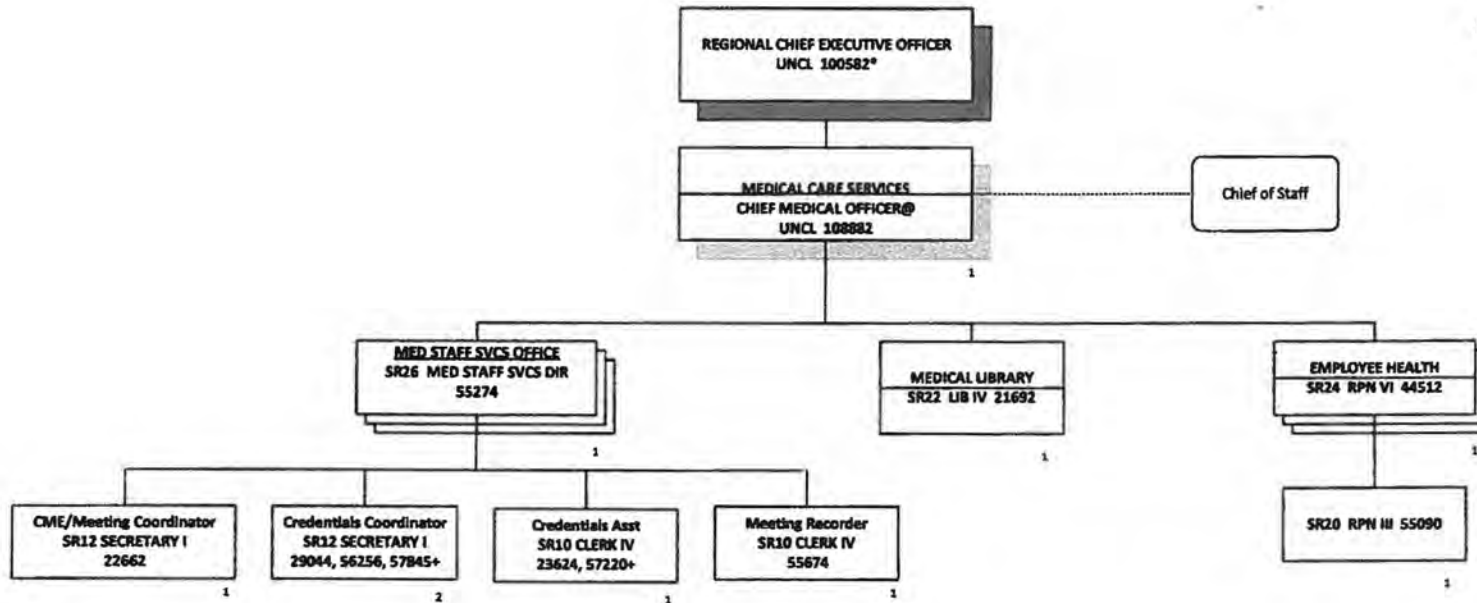 REGIONAL CHIEF EXECUTIVE OFFICER
UNCL 100582*
MEDICAL CARE SERVICES
CHIEF MEDICAL OFFICER@
UNCL 108882
Chief of Staff
1
MED STAFF SVCS OFFICE
SR26 MED STAFF SVCS DIR
55274
1
MEDICAL LIBRARY
SR22 LIB IV 21692
1
EMPLOYEE HEALTH
SR24 RPN VI 44512
1
CME/Meeting Coordinator
SR12 SECRETARY I
22662
1
Credentials Coordinator
SR12 SECRETARY I
29044, 56256, 57845+
2
Credentials Asst
SR10 CLERK IV
23624, 57220+
1
Meeting Recorder
SR10 CLERK IV
55674
1
SR20 RPN III 55090
1